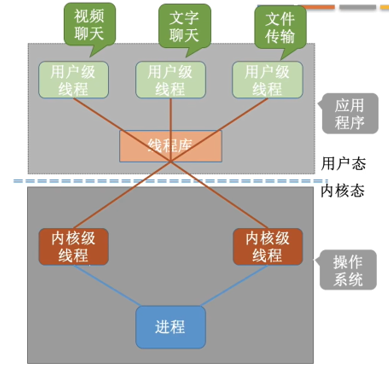 视频
聊天
文字
聊天
文件
传输
用户级
线程
用户级
线程
用户级
线程
应用
程序
线程库
用户态
内核态
内核级
线程
内核级
线程
操作
系统
进程